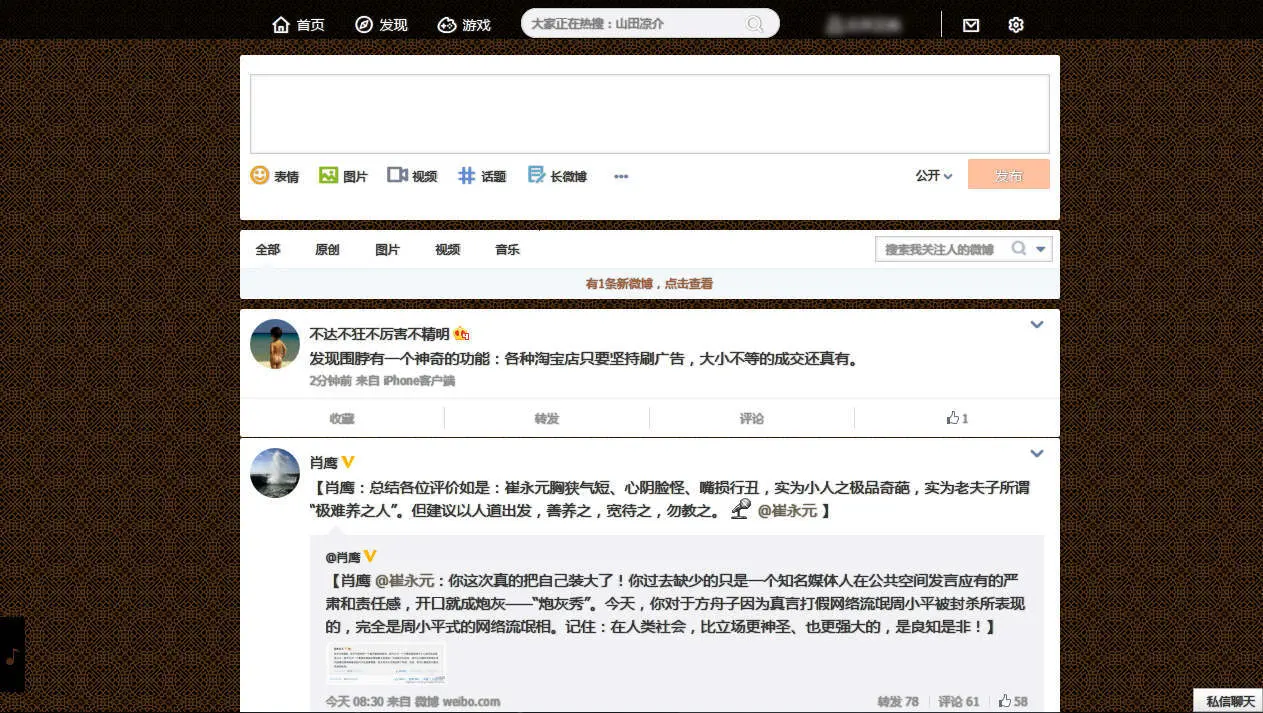 首页 发现 游戏 大家正在热搜：山田凉介
表情 图片 视频 话题 长微博 公开 发布
全部 原创 图片 视频 音乐 搜索我关注人的微博
有1条新微博，点击查看
不达不狂不厉害不精明
发现围脖有一个神奇的功能：各种淘宝店只要坚持刷广告，大小不等的成交还真有。
2分钟前 来自 iPhone客户端
收藏 转发 评论 1
肖鹰
【肖鹰：总结各位评价如是：崔永元胸狭气短、心阴脸怪、嘴损行丑，实为小人之极品奇葩，实为老夫子所谓
“极难养之人”。但建议以人道出发，善养之，宽待之，勿教之。 @崔永元 】
@肖鹰
【肖鹰 @崔永元：你这次真的把自己装大了！你过去缺少的只是一个知名媒体人在公共空间发言应有的严
肃和责任感，开口就成炮灰——“炮灰秀”。今天，你对于方舟子因为真言打假网络流氓周小平被封杀所表现
的，完全是周小平式的网络流氓相。记住：在人类社会，比立场更神圣、也更强大的，是良知是非！】
今天 08:30 来自 微博 weibo.com 转发 78 评论 61 58
私信聊天